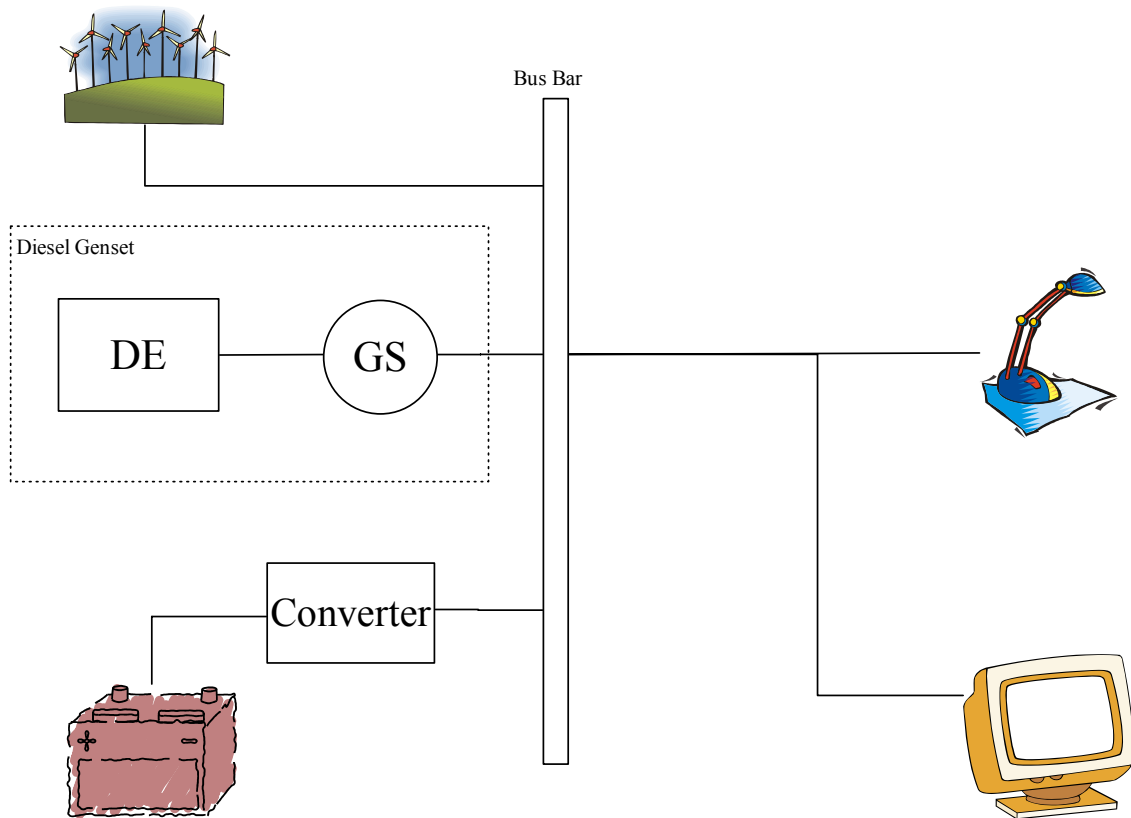 Bus Bar
Diesel Genset
DE
GS
Converter
+ -